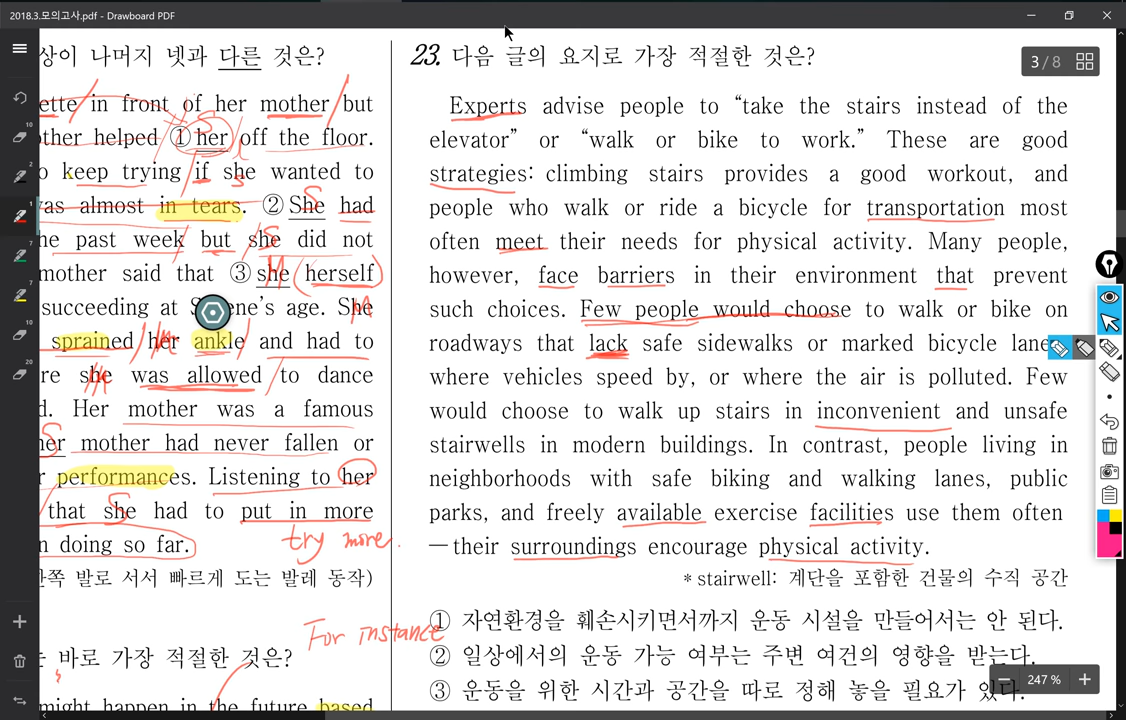 2018.3.모의고사.pdf - Drawboard PDF
상이 나머지 넷과 다른 것은?
ette in front of her mother but
other helped ① her off the floor.
o keep trying if she wanted to
was almost in tears. ② She had
he past week but she did not
mother said that ③ she (herself)
succeeding at S ene's age. She
sprained her ankle and had to
re she was allowed to dance
d. Her mother was a famous
her mother had never fallen or
r performances. Listening to her
that she had to put in more
n doing so far.
try more.
한쪽 발로 서서 빠르게 도는 발레 동작)
For instance
는 바로 가장 적절한 것은?
might happen in the future based
23. 다음 글의 요지로 가장 적절한 것은?
3 / 8
Experts advise people to “take the stairs instead of the
elevator” or “walk or bike to work.” These are good
strategies: climbing stairs provides a good workout, and
people who walk or ride a bicycle for transportation most
often meet their needs for physical activity. Many people,
however, face barriers in their environment that prevent
such choices. Few people would choose to walk or bike on
roadways that lack safe sidewalks or marked bicycle lane
where vehicles speed by, or where the air is polluted. Few
would choose to walk up stairs in inconvenient and unsafe
stairwells in modern buildings. In contrast, people living in
neighborhoods with safe biking and walking lanes, public
parks, and freely available exercise facilities use them often
—their surroundings encourage physical activity.
* stairwell: 계단을 포함한 건물의 수직 공간
① 자연환경을 훼손시키면서까지 운동 시설을 만들어서는 안 된다.
② 일상에서의 운동 가능 여부는 주변 여건의 영향을 받는다.
③ 운동을 위한 시간과 공간을 따로 정해 놓을 필요가 있다.
247 %